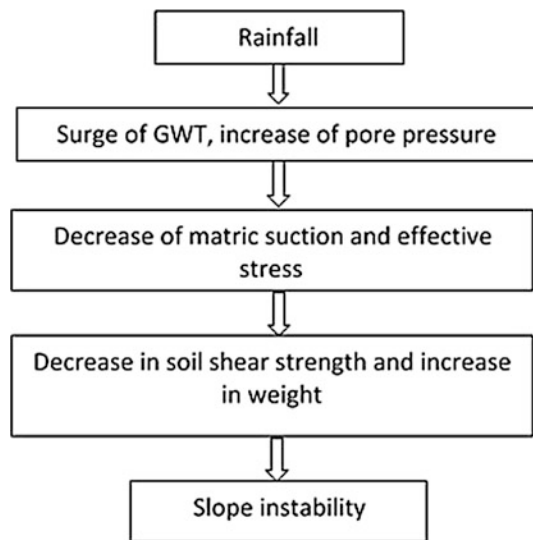 Rainfall
Surge of GWT, increase of pore pressure
Decrease of matric suction and effective
stress
Decrease in soil shear strength and increase
in weight
Slope instability